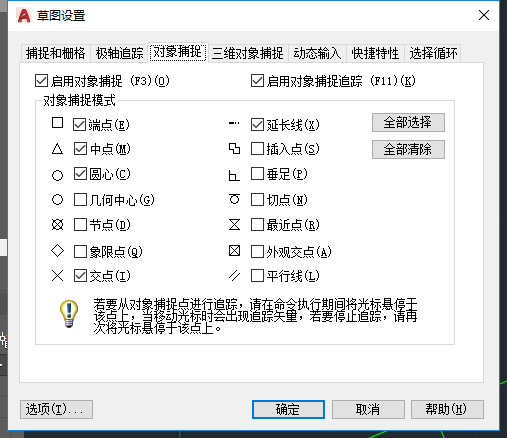 草图设置
捕捉和栅格 极轴追踪 对象捕捉 三维对象捕捉 动态输入 快捷特性 选择循环
启用对象捕捉 (F3)(O) 启用对象捕捉追踪 (F11)(K)
对象捕捉模式
端点(E) 延长线(X) 全部选择
中点(M) 插入点(S) 全部清除
圆心(C) 垂足(P)
几何中心(G) 切点(N)
节点(D) 最近点(R)
象限点(Q) 外观交点(A)
交点(I) 平行线(L)
若要从对象捕捉点进行追踪，请在命令执行期间将光标悬停于
该点上，当移动光标时会出现追踪矢量，若要停止追踪，请再
次将光标悬停于该点上。
选项(T)... 确定 取消 帮助(H)